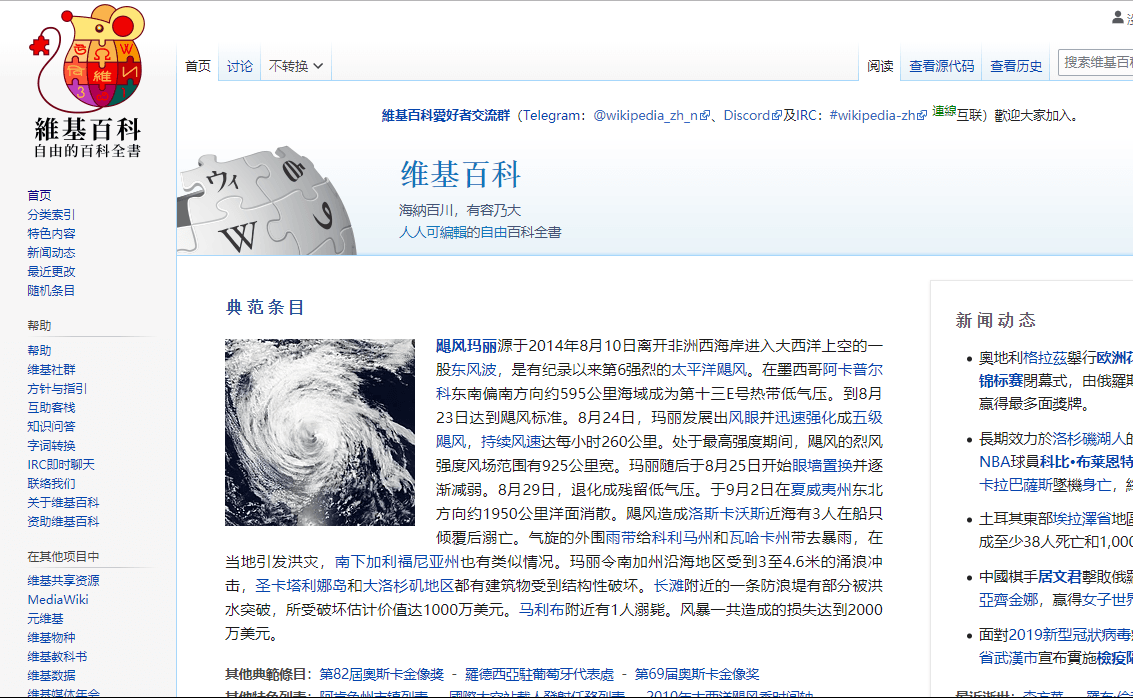 維基百科
自由的百科全書
首页
讨论
不转换
阅读
查看源代码
查看历史
搜索维基百科
首页
分类索引
特色内容
新闻动态
最近更改
随机条目
帮助
帮助
维基社群
方针与指引
互助客栈
知识问答
字词转换
IRC即时聊天
联络我们
关于维基百科
资助维基百科
在其他项目中
维基共享资源
MediaWiki
元维基
维基物种
维基教科书
维基数据
维基媒体年会
維基百科愛好者交流群（Telegram：@wikipedia_zh_n、Discord及IRC：#wikipedia-zh 連線互联）歡迎大家加入。
维基百科
海納百川，有容乃大
人人可編輯的自由百科全書
典范条目
飓风玛丽源于2014年8月10日离开非洲西海岸进入大西洋上空的一
股东风波，是有纪录以来第6强烈的太平洋飓风。在墨西哥阿卡普尔
科东南偏南方向约595公里海域成为第十三E号热带低气压。到8月
23日达到飓风标准。8月24日，玛丽发展出风眼并迅速强化成五级
飓风，持续风速达每小时260公里。处于最高强度期间，飓风的烈风
强度风场范围有925公里宽。玛丽随后于8月25日开始眼墙置换并逐
渐减弱。8月29日，退化成残留低气压。于9月2日在夏威夷州东北
方向约1950公里洋面消散。飓风造成洛斯卡沃斯近海有3人在船只
倾覆后溺亡。气旋的外围雨带给科利马州和瓦哈卡州带去暴雨，在
当地引发洪灾，南下加利福尼亚州也有类似情况。玛丽令南加州沿海地区受到3至4.6米的涌浪冲
击，圣卡塔利娜岛和大洛杉矶地区都有建筑物受到结构性破坏。长滩附近的一条防浪堤有部分被洪
水突破，所受破坏估计价值达1000万美元。马利布附近有1人溺毙。风暴一共造成的损失达到2000
万美元。
其他典範條目：第82屆奧斯卡金像獎 - 羅德西亞駐葡萄牙代表處 - 第69届奥斯卡金像奖
新闻动态
奧地利格拉茲舉行欧洲花
锦标赛閉幕式，由俄羅斯
贏得最多面獎牌。
長期效力於洛杉磯湖人的
NBA球員科比·布萊恩特
卡拉巴薩斯墜機身亡，終
土耳其東部埃拉澤省地區
成至少38人死亡和1,000
中國棋手居文君擊敗俄羅
亞齊金娜，贏得女子世界
面對2019新型冠狀病毒
省武漢市宣布實施檢疫隔